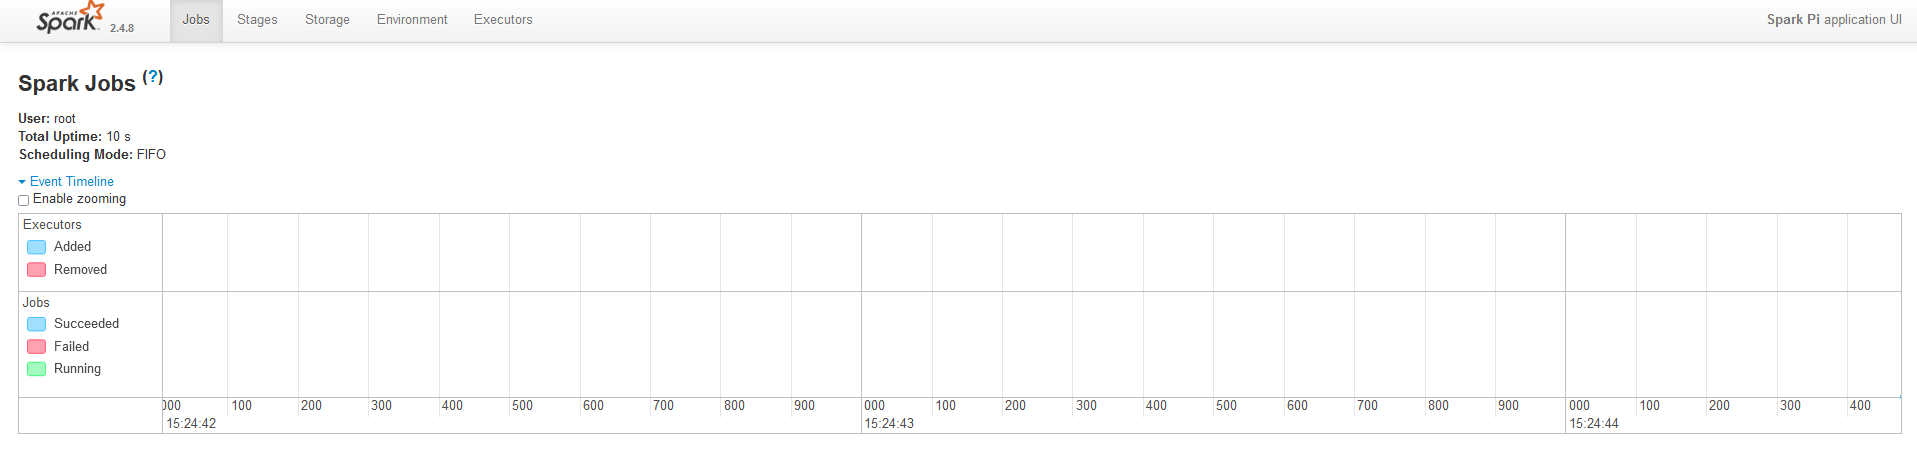 APACHE
Spark 2.4.8 Jobs Stages Storage Environment Executors Spark Pi application UI
Spark Jobs (?)
User: root
Total Uptime: 10 s
Scheduling Mode: FIFO
Event Timeline
Enable zooming
Executors
Added
Removed
Jobs
Succeeded
Failed
Running
000 100 200 300 400 500 600 700 800 900 000 100 200 300 400 500 600 700 800 900 000 100 200 300 400
15:24:42 15:24:43 15:24:44